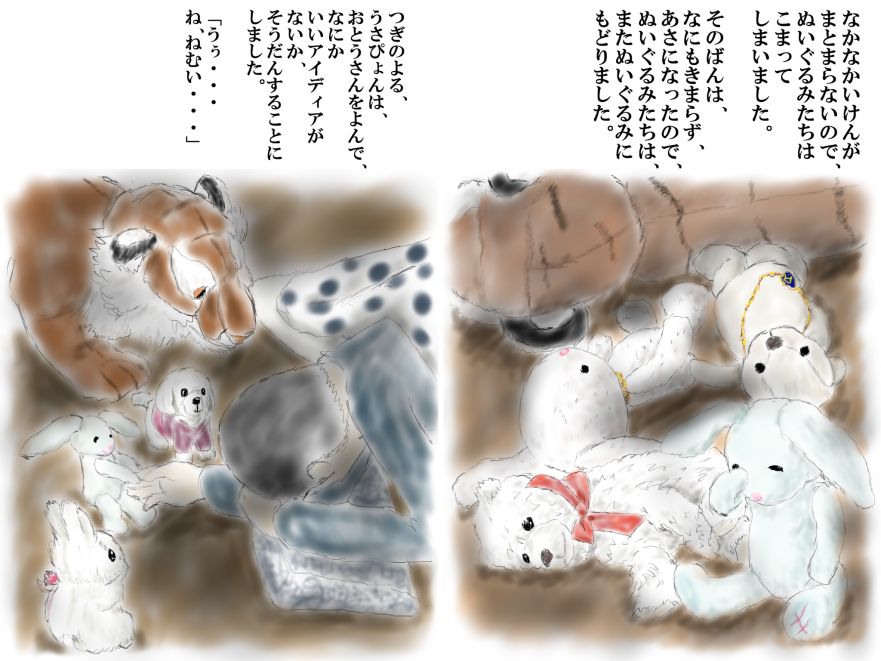 なかなかいけんが
まとまらないので、
ぬいぐるみたちは
こまって
しまいました。
そのばんは、
なにもきまらず、
あさになったので、
ぬいぐるみたちは、
またぬいぐるみに
もどりました。
つぎのよる、
うさぴょんは、
おとうさんをよんで、
なにか
いいアイディアが
ないか、
そうだんすることに
しました。
「うぅ・・・
ね、ねむい・・・」